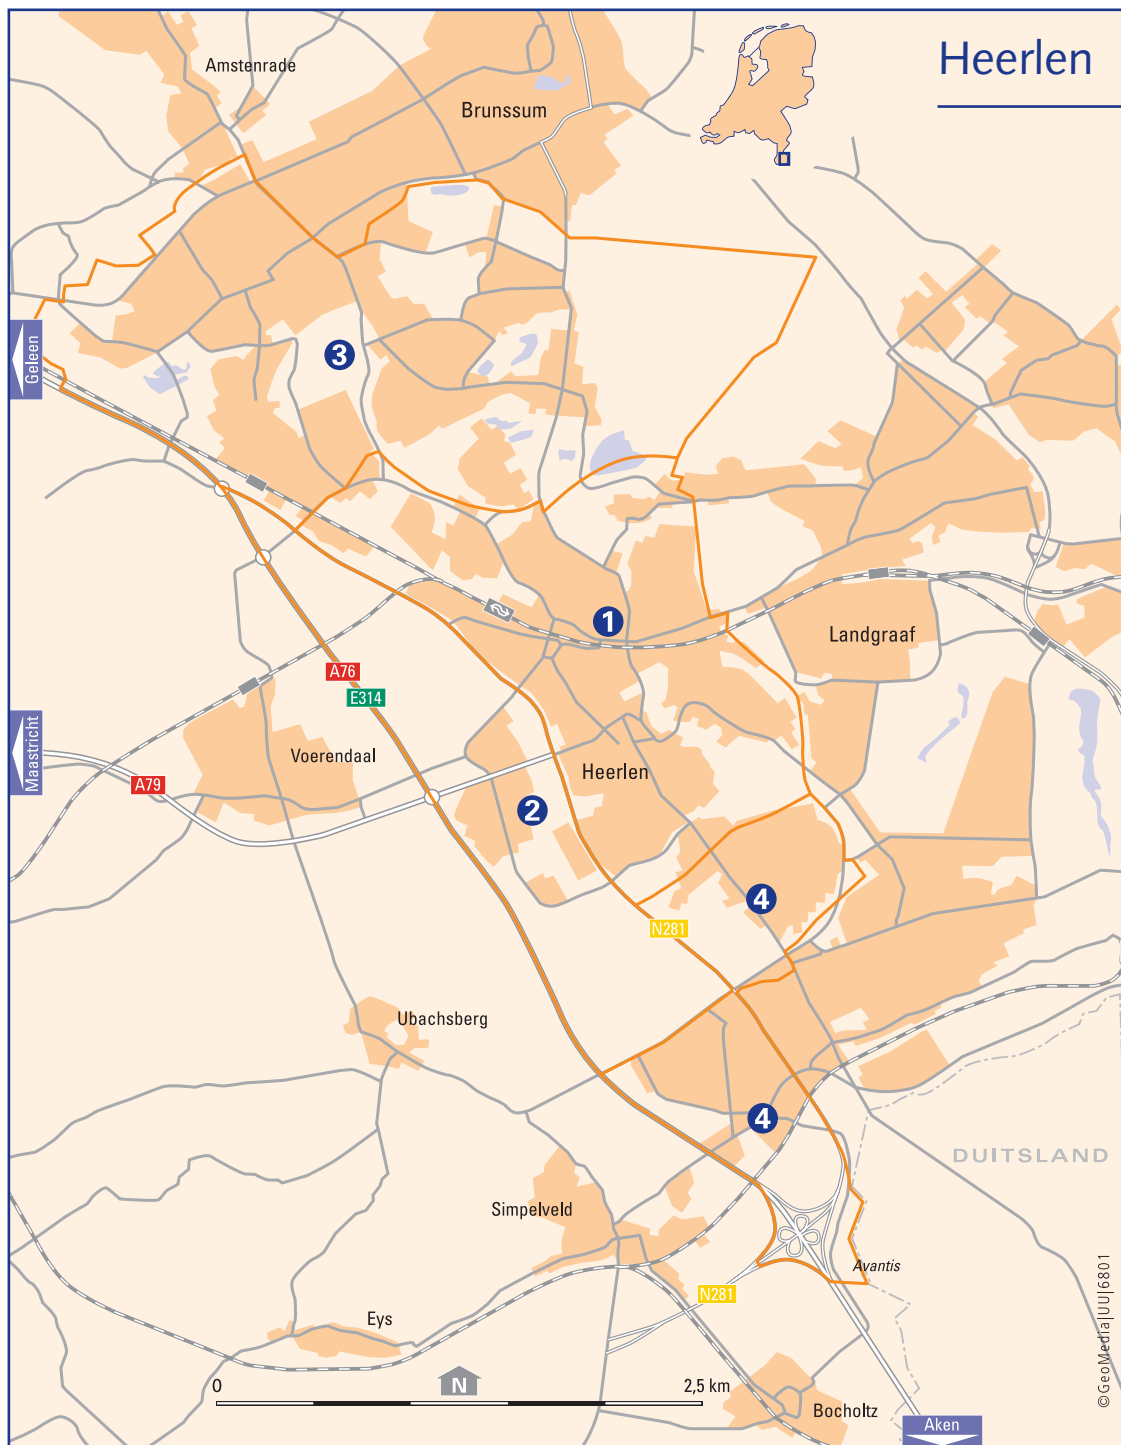 Heerlen
Amstenrade
Brunssum
Geleen
3
1
Landgraaf
A76
E314
Maastricht
Voerendaal
A79
Heerlen
2
4
N281
Ubachsberg
4
DUITSLAND
Simpelveld
Avantis
N281
Eys
0
N
2,5 km
Bocholtz
Aken
©GeoMedia|UU|6801